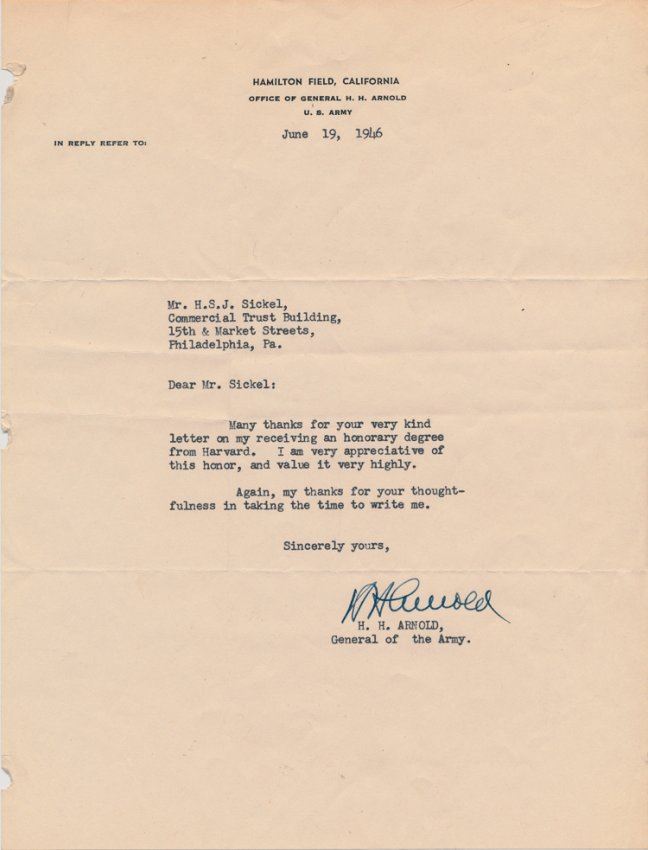 HAMILTON FIELD, CALIFORNIA
OFFICE OF GENERAL H. H. ARNOLD
U. S. ARMY
June 19, 1946
IN REPLY REFER TO:
Mr. H.S.J. Sickel,
Commercial Trust Building,
15th & Market Streets,
Philadelphia, Pa.
Dear Mr. Sickel:
Many thanks for your very kind
letter on my receiving an honorary degree
from Harvard. I am very appreciative of
this honor, and value it very highly.
Again, my thanks for your thought-
fulness in taking the time to write me.
Sincerely yours,
H H Arnold
H. H. ARNOLD,
General of the Army.